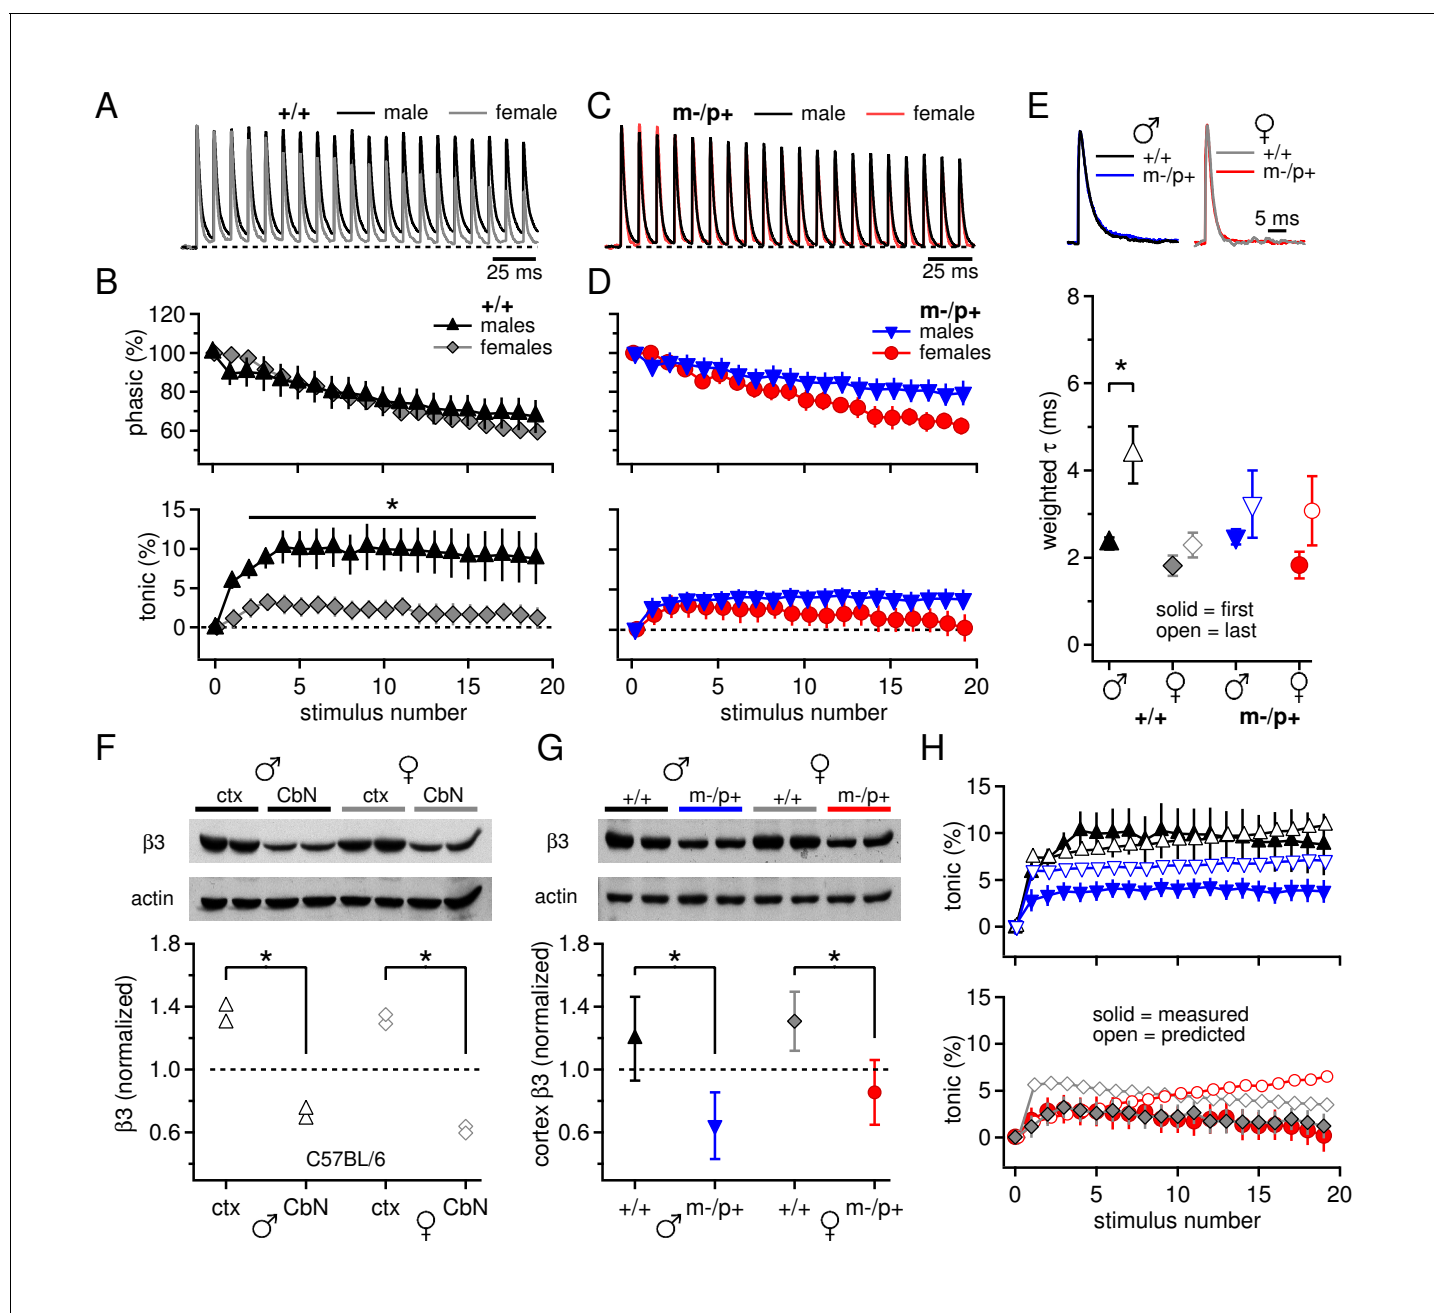 A
+/+ male female
25 ms
C
m-/p+ male female
25 ms
E
♂ ♀
+/+
m-/p+
+/+
m-/p+
5 ms
B
+/+
males
females
phasic (%)
120
100
80
60
*
tonic (%)
15
10
5
0
0 5 10 15 20
stimulus number
D
m-/p+
males
females
0 5 10 15 20
stimulus number
weighted τ (ms)
8
6
4
2
0
*
solid = first
open = last
♂ ♀ ♂ ♀
+/+ m-/p+
F
♂ ♀
ctx CbN ctx CbN
β3
actin
β3 (normalized)
1.8
1.4
1.0
0.6
* *
C57BL/6
ctx CbN ctx CbN
♂ ♀
G
♂ ♀
+/+ m-/p+ +/+ m-/p+
β3
actin
cortex β3 (normalized)
1.8
1.4
1.0
0.6
* *
+/+ m-/p+ +/+ m-/p+
♂ ♀
H
tonic (%)
15
10
5
0
0 5 10 15 20
tonic (%)
15
10
5
0
solid = measured
open = predicted
0 5 10 15 20
stimulus number